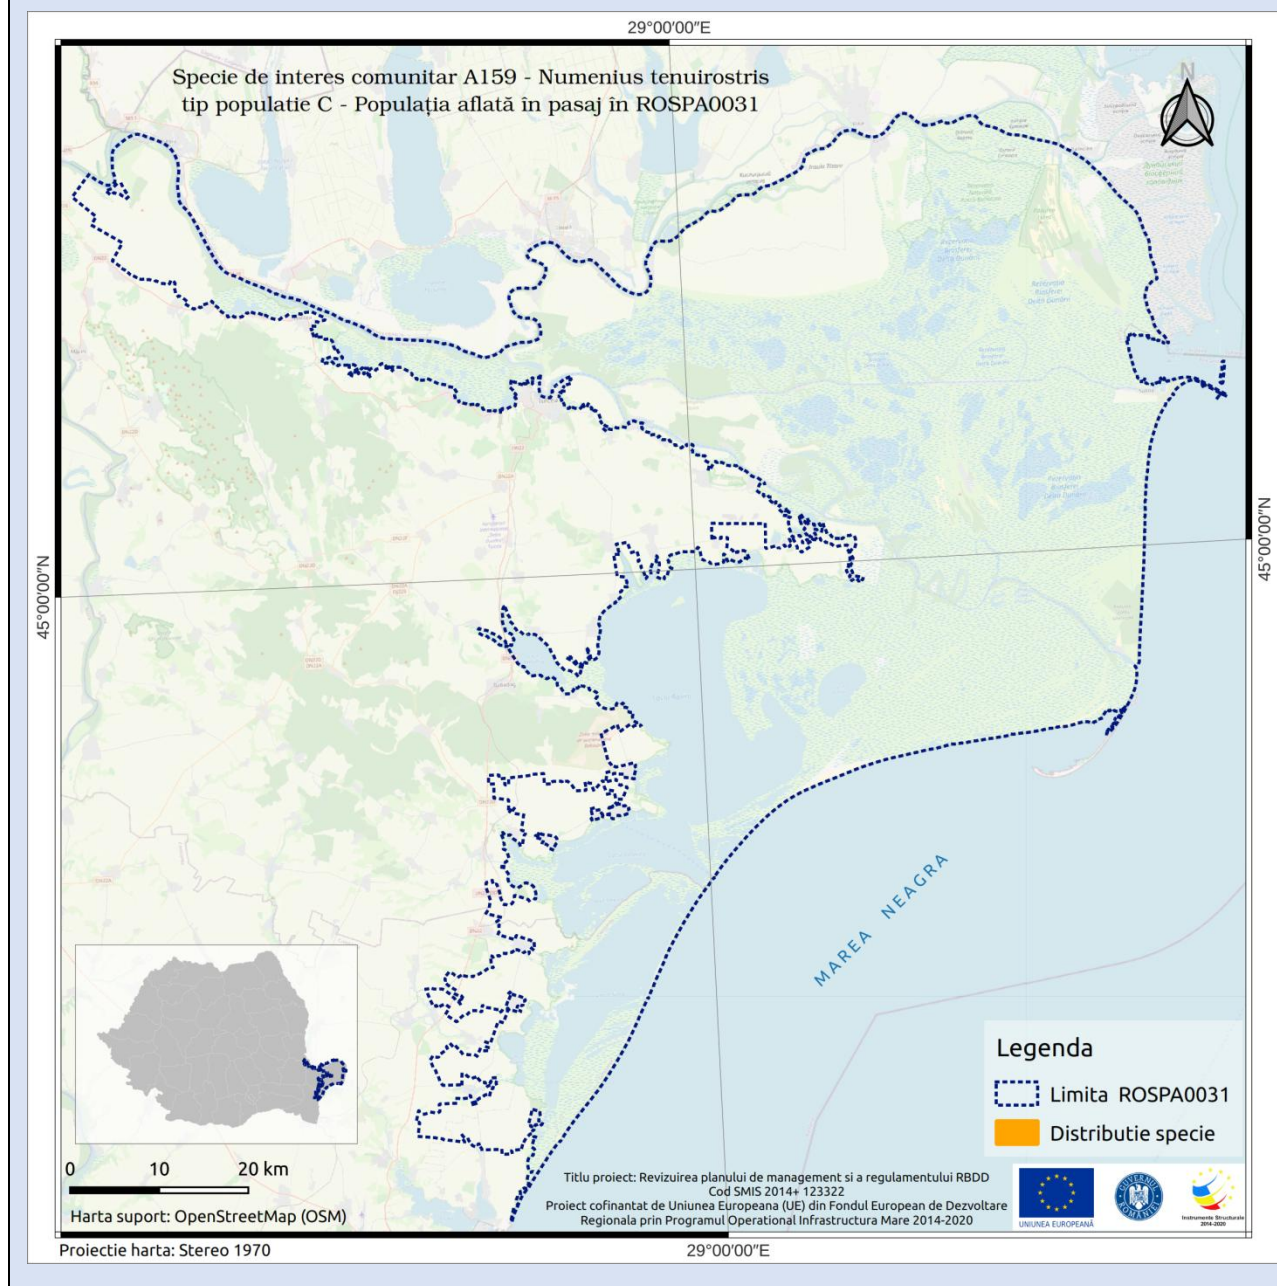 29°00′00″E
Specie de interes comunitar A159 - Numenius tenuirostris
tip populatie C - Populația aflată în pasaj în ROSPA0031
N
45°00′00″N
45°00′00″N
MAREA NEAGRA
Legenda
Limita ROSPA0031
Distributie specie
0 10 20 km
Harta suport: OpenStreetMap (OSM)
Titlu proiect: Revizuirea planului de management si a regulamentului RBDD
Cod SMIS 2014+ 123322
Proiect cofinantat de Uniunea Europeana (UE) din Fondul European de Dezvoltare
Regionala prin Programul Operational Infrastructura Mare 2014-2020
UNIUNEA EUROPEANĂ
GUVERNUL ROMÂNIEI
Instrumente Structurale
2014-2020
Proiectie harta: Stereo 1970
29°00′00″E